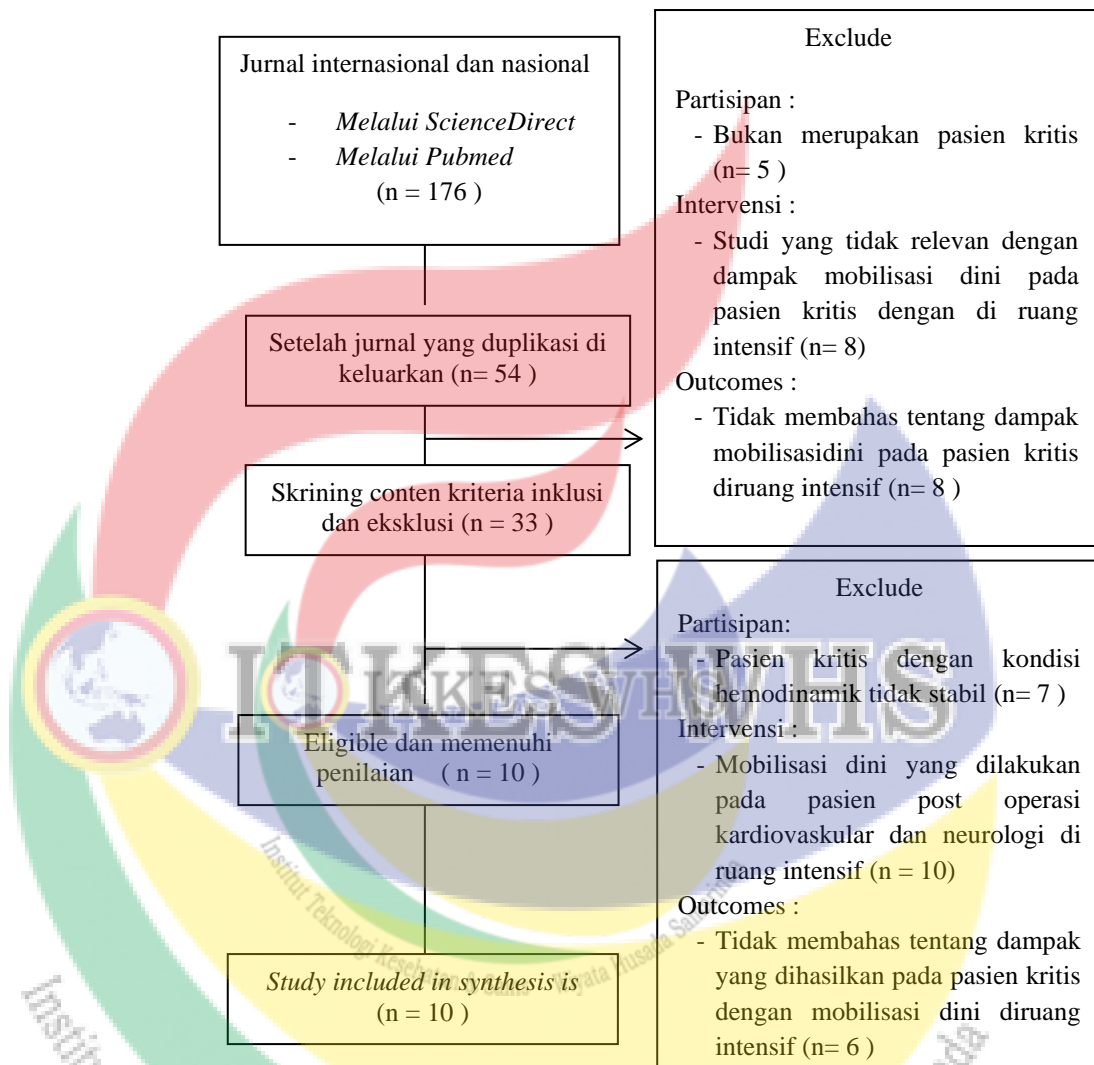 Jurnal internasional dan nasional
- Melalui ScienceDirect
- Melalui Pubmed
(n = 176 )
Setelah jurnal yang duplikasi di
keluarkan (n= 54 )
Skrining conten kriteria inklusi
dan eksklusi (n = 33 )
Eligible dan memenuhi
penilaian ( n = 10 )
Study included in synthesis is
(n = 10 )
Exclude
Partisipan :
- Bukan merupakan pasien kritis
(n= 5 )
Intervensi :
- Studi yang tidak relevan dengan
dampak mobilisasi dini pada
pasien kritis dengan di ruang
intensif (n= 8)
Outcomes :
- Tidak membahas tentang dampak
mobilisasidini pada pasien kritis
diruang intensif (n= 8 )
Exclude
Partisipan:
- Pasien kritis dengan kondisi
hemodinamik tidak stabil (n= 7 )
Intervensi :
- Mobilisasi dini yang dilakukan
pada pasien post operasi
kardiovaskular dan neurologi di
ruang intensif (n = 10)
Outcomes :
- Tidak membahas tentang dampak
yang dihasilkan pada pasien kritis
dengan mobilisasi dini diruang
intensif (n= 6 )
ITKES WHS
ITKES WHS
Institut Teknologi Kesehatan & Sains Wiyata Husada Samarinda